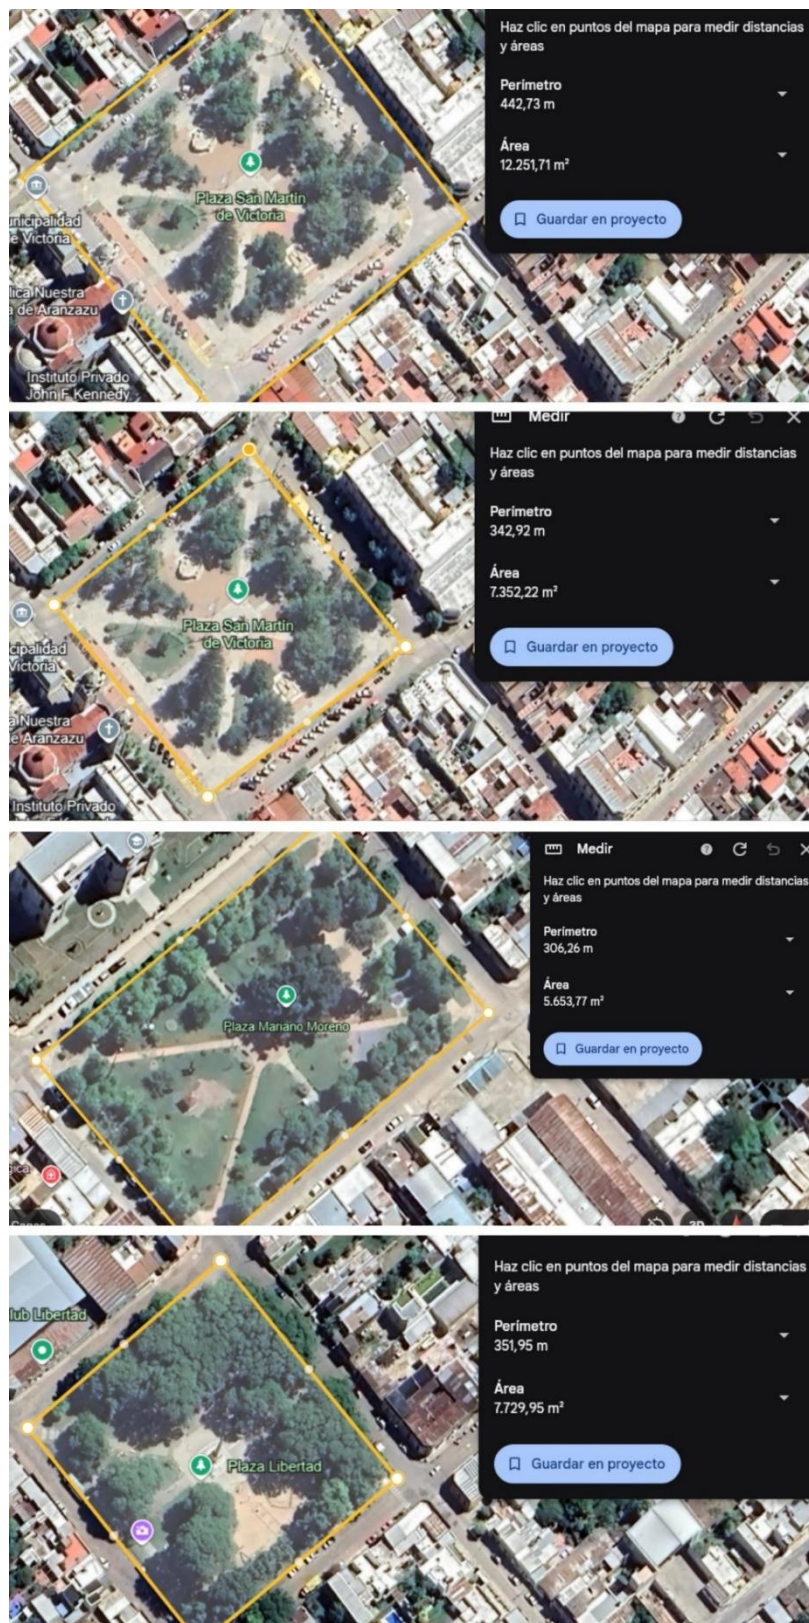 Haz clic en puntos del mapa para medir distancias
y áreas
Perímetro
442,73 m
Área
12.251,71 m²
Guardar en proyecto
Plaza San Martín
de Victoria
unicipalidad
e Victoria
lica Nuestra
a de Aranzazu
Instituto Privado
John F Kennedy
Medir
Haz clic en puntos del mapa para medir distancias
y áreas
Perímetro
342,92 m
Área
7.352,22 m²
Guardar en proyecto
Plaza San Martín
de Victoria
cipalidad
Victoria
a Nuestra
e Aranzazu
Instituto Privado
Medir
Haz clic en puntos del mapa para medir distancias
y áreas
Perímetro
306,26 m
Área
5.653,77 m²
Guardar en proyecto
Plaza Mariano Moreno
gica
Capas
3D
Haz clic en puntos del mapa para medir distancias
y áreas
Perímetro
351,95 m
Área
7.729,95 m²
Guardar en proyecto
lub Libertad
Plaza Libertad